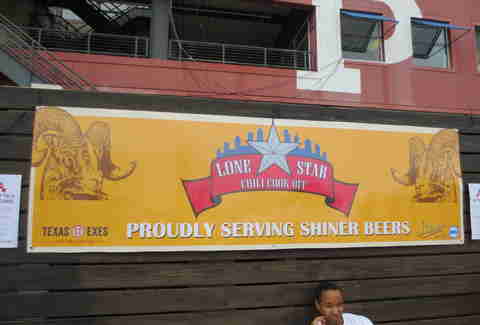 P
LONE STAR
CHILI COOK OFF
TEXAS EXES
PROUDLY SERVING SHINER BEERS